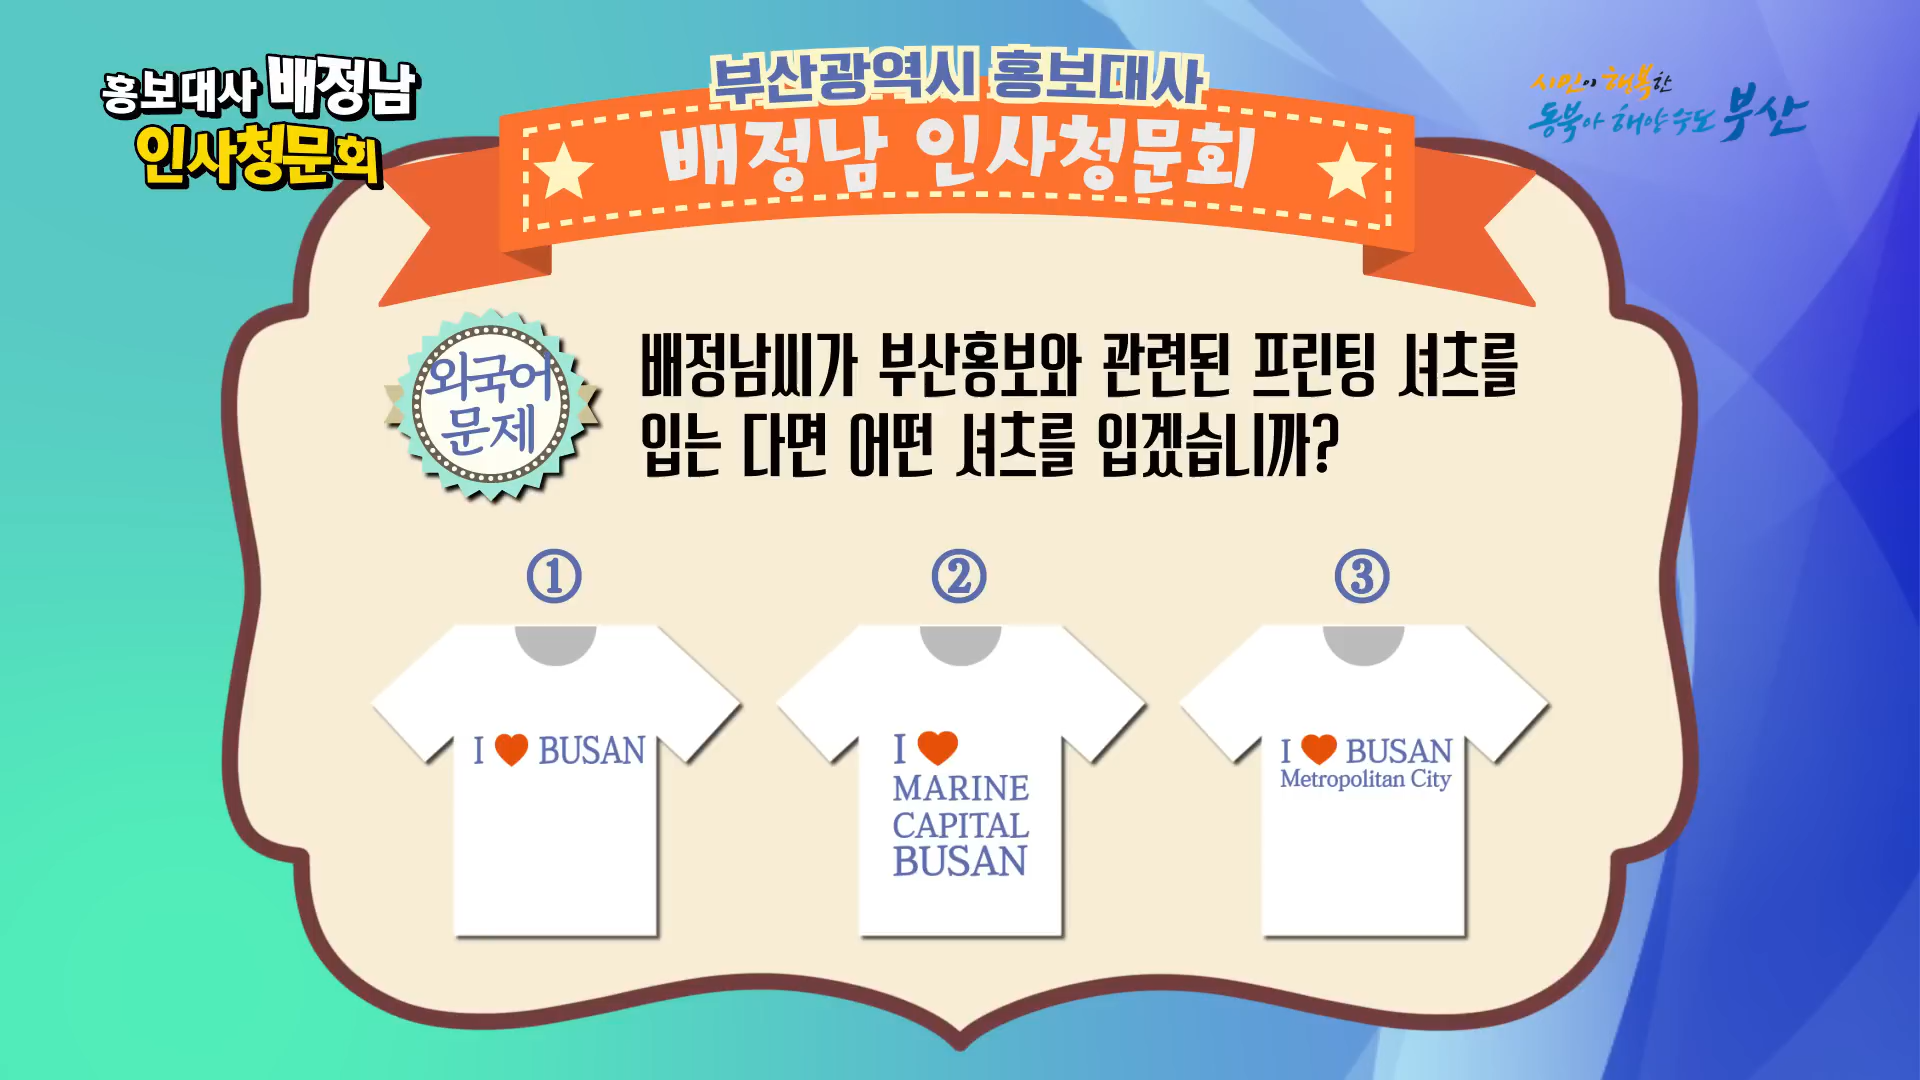 홍보대사 배정남
인사청문회
부산광역시 홍보대사
배정남 인사청문회
시민이 행복한
동북아 해양수도 부산
외국어
문제
배정남씨가 부산홍보와 관련된 프린팅 셔츠를
입는 다면 어떤 셔츠를 입겠습니까?
①
I ♥ BUSAN
②
I ♥
MARINE
CAPITAL
BUSAN
③
I ♥ BUSAN
Metropolitan City